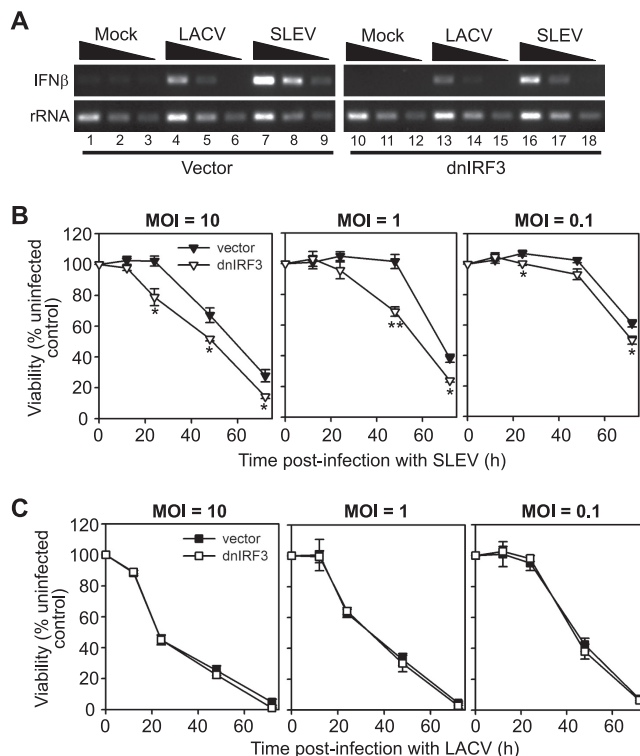 A
Mock LACV SLEV Mock LACV SLEV
IFNβ
rRNA
1 2 3 4 5 6 7 8 9 10 11 12 13 14 15 16 17 18
Vector dnIRF3
B
MOI = 10 MOI = 1 MOI = 0.1
Viability (% uninfected control)
120
100
80
60
40
20
0
vector
dnIRF3
* * *
** *
* *
0 20 40 60 0 20 40 60 0 20 40 60
Time post-infection with SLEV (h)
C
MOI = 10 MOI = 1 MOI = 0.1
Viability (% uninfected control)
120
100
80
60
40
20
0
vector
dnIRF3
0 20 40 60 0 20 40 60 0 20 40 60
Time post-infection with LACV (h)